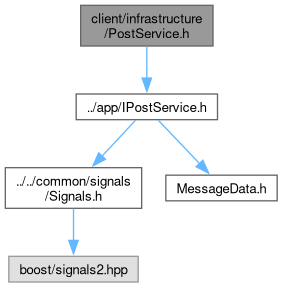 client/infrastructure
/PostService.h
../app/IPostService.h
../../common/signals
/Signals.h
MessageData.h
boost/signals2.hpp